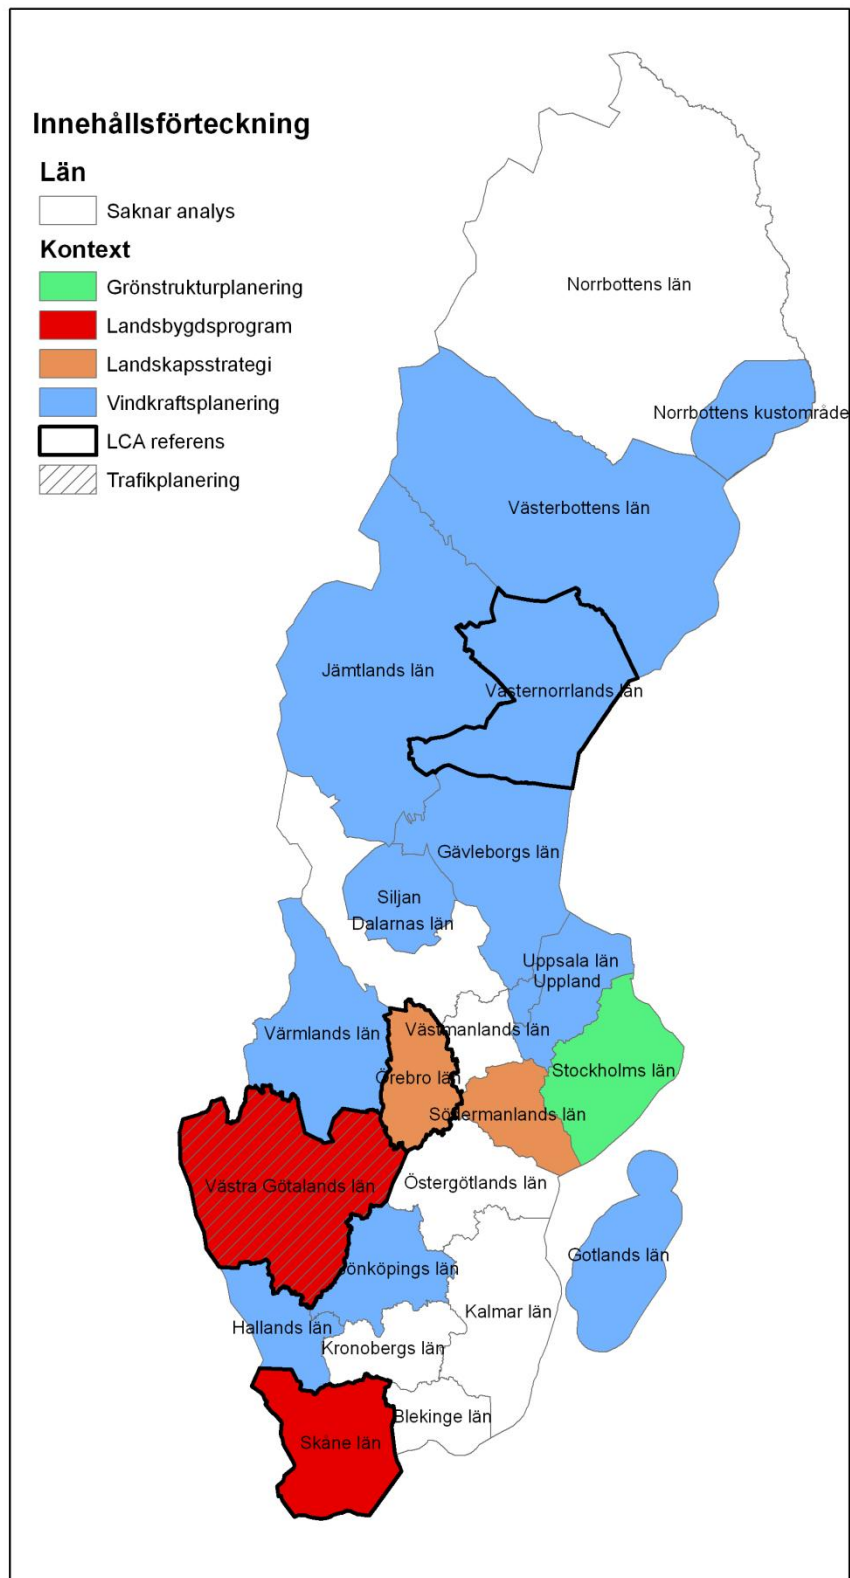 Innehållsförteckning
Län
Saknar analys
Kontext
Grönstrukturplanering
Landsbygdsprogram
Landskapsstrategi
Vindkraftsplanering
LCA referens
Trafikplanering
Norrbottens län
Norrbottens kustområde
Västerbottens län
Jämtlands län
Västernorrlands län
Gävleborgs län
Siljan
Dalarnas län
Uppsala län
Uppland
Värmlands län
Västmanlands län
Örebro län
Stockholms län
Södermanlands län
Västra Götalands län
Östergötlands län
Jönköpings län
Gotlands län
Hallands län
Kalmar län
Kronobergs län
Blekinge län
Skåne län